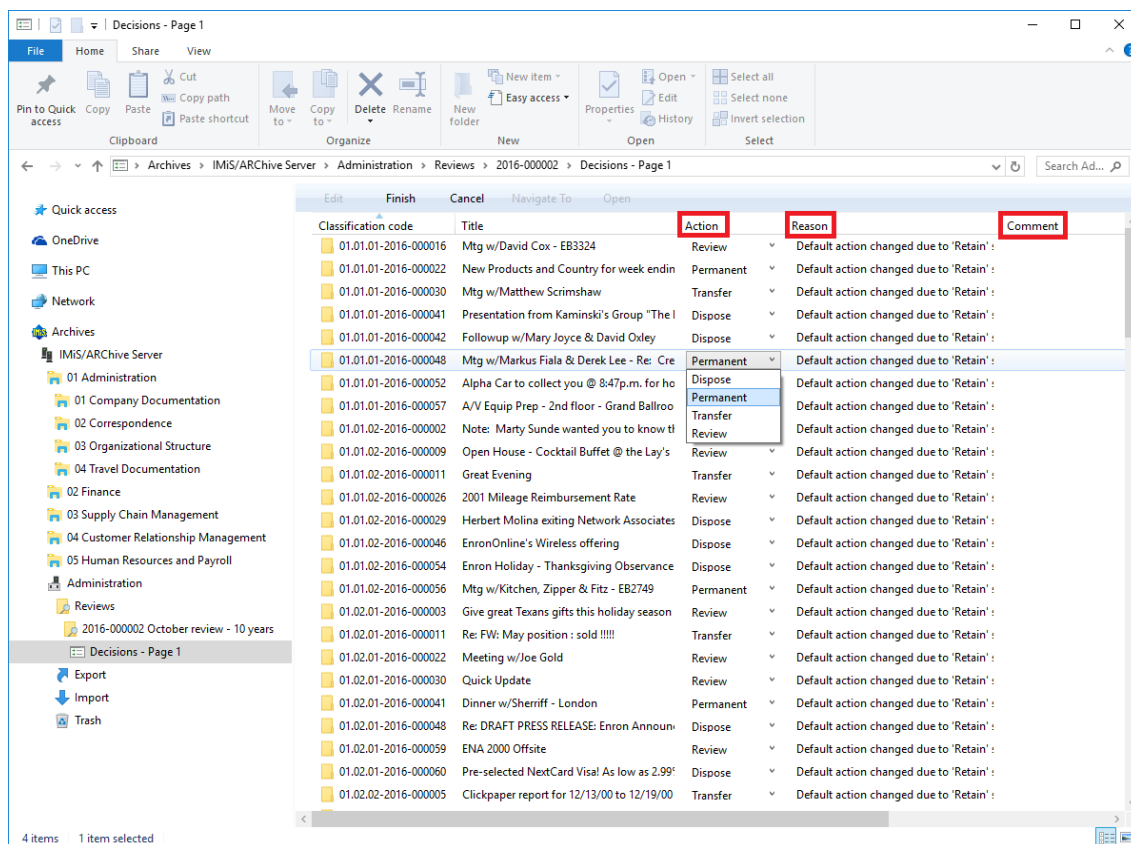 Decisions - Page 1
File Home Share View
Pin to Quick access
Copy
Paste
Cut
Copy path
Paste shortcut
Move to
Copy to
Delete
Rename
New folder
New item
Easy access
Properties
Open
Edit
History
Select all
Select none
Invert selection
Clipboard Organize New Open Select
Archives > IMiS/ARChive Server > Administration > Reviews > 2016-000002 > Decisions - Page 1
Search Ad...
Edit Finish Cancel Navigate To Open
Quick access
OneDrive
This PC
Network
Archives
IMiS/ARChive Server
01 Administration
01 Company Documentation
02 Correspondence
03 Organizational Structure
04 Travel Documentation
02 Finance
03 Supply Chain Management
04 Customer Relationship Management
05 Human Resources and Payroll
Administration
Reviews
2016-000002 October review - 10 years
Decisions - Page 1
Export
Import
Trash
Classification code Title Action Reason Comment
01.01.01-2016-000016 Mtg w/David Cox - EB3324 Review Default action changed due to 'Retain'
01.01.01-2016-000022 New Products and Country for week endin Permanent Default action changed due to 'Retain'
01.01.01-2016-000030 Mtg w/Matthew Scrimshaw Transfer Default action changed due to 'Retain'
01.01.01-2016-000041 Presentation from Kaminski's Group "The Dispose Default action changed due to 'Retain'
01.01.01-2016-000042 Followup w/Mary Joyce & David Oxley Dispose Default action changed due to 'Retain'
01.01.01-2016-000048 Mtg w/Markus Fiala & Derek Lee - Re: Cre Permanent Default action changed due to 'Retain'
Dispose
Permanent
Transfer
Review
01.01.01-2016-000052 Alpha Car to collect you @ 8:47p.m. for ho Default action changed due to 'Retain'
01.01.01-2016-000057 A/V Equip Prep - 2nd floor - Grand Ballroo Default action changed due to 'Retain'
01.01.02-2016-000002 Note: Marty Sunde wanted you to know Default action changed due to 'Retain'
01.01.02-2016-000009 Open House - Cocktail Buffet @ the Lay's Review Default action changed due to 'Retain'
01.01.02-2016-000011 Great Evening Transfer Default action changed due to 'Retain'
01.01.02-2016-000026 2001 Mileage Reimbursement Rate Review Default action changed due to 'Retain'
01.01.02-2016-000029 Herbert Molina exiting Network Associates Dispose Default action changed due to 'Retain'
01.01.02-2016-000046 EnronOnline's Wireless offering Dispose Default action changed due to 'Retain'
01.01.02-2016-000054 Enron Holiday - Thanksgiving Observance Dispose Default action changed due to 'Retain'
01.01.02-2016-000056 Mtg w/Kitchen, Zipper & Fitz - EB2749 Permanent Default action changed due to 'Retain'
01.02.01-2016-000003 Give great Texans gifts this holiday season Review Default action changed due to 'Retain'
01.02.01-2016-000011 Re: FW: May position : sold !!!!! Transfer Default action changed due to 'Retain'
01.02.01-2016-000022 Meeting w/Joe Gold Review Default action changed due to 'Retain'
01.02.01-2016-000030 Quick Update Review Default action changed due to 'Retain'
01.02.01-2016-000041 Dinner w/Sherriff - London Permanent Default action changed due to 'Retain'
01.02.01-2016-000048 Re: DRAFT PRESS RELEASE: Enron Announ Dispose Default action changed due to 'Retain'
01.02.01-2016-000059 ENA 2000 Offsite Review Default action changed due to 'Retain'
01.02.01-2016-000060 Pre-selected NextCard Visa! As low as 2.99 Dispose Default action changed due to 'Retain'
01.02.02-2016-000005 Clickpaper report for 12/13/00 to 12/19/00 Transfer Default action changed due to 'Retain'
4 items 1 item selected